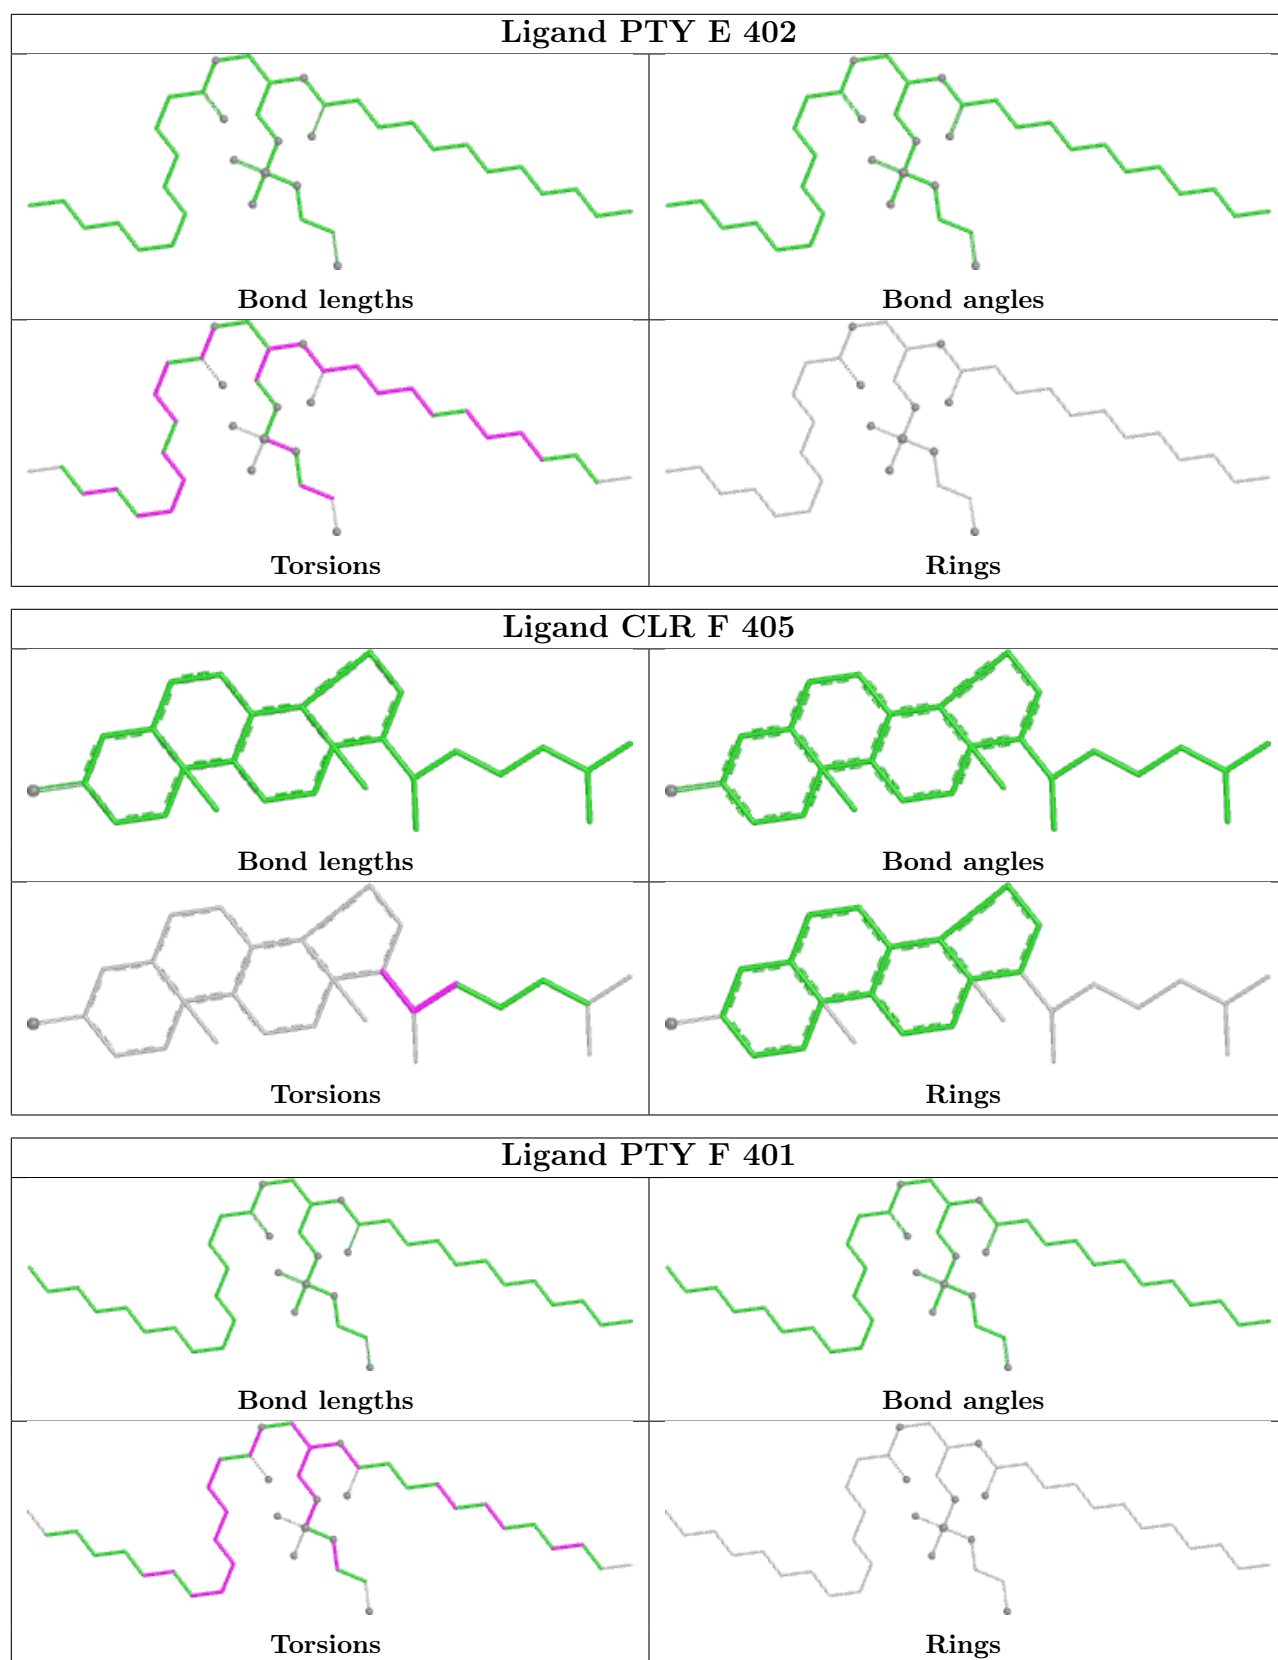 Ligand PTY E 402
Bond lengths
Bond angles
Torsions
Rings
Ligand CLR F 405
Bond lengths
Bond angles
Torsions
Rings
Ligand PTY F 401
Bond lengths
Bond angles
Torsions
Rings